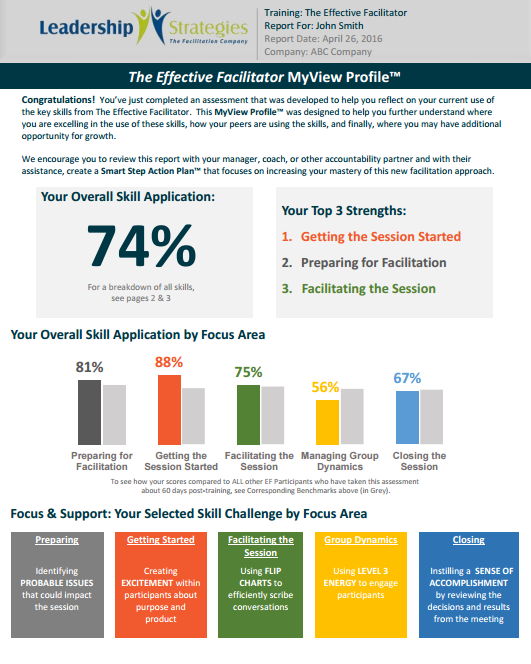 Leadership Strategies
The Facilitation Company
Training: The Effective Facilitator
Report For: John Smith
Report Date: April 26, 2016
Company: ABC Company
The Effective Facilitator MyView Profile™
Congratulations! You've just completed an assessment that was developed to help you reflect on your current use of
the key skills from The Effective Facilitator. This MyView Profile™ was designed to help you further understand where
you are excelling in the use of these skills, how your peers are using the skills, and finally, where you may have additional
opportunity for growth.
We encourage you to review this report with your manager, coach, or other accountability partner and with their
assistance, create a Smart Step Action Plan™ that focuses on increasing your mastery of this new facilitation approach.
Your Overall Skill Application:
74%
For a breakdown of all skills,
see pages 2 & 3
Your Top 3 Strengths:
1. Getting the Session Started
2. Preparing for Facilitation
3. Facilitating the Session
Your Overall Skill Application by Focus Area
81%
88%
75%
56%
67%
Preparing for
Facilitation
Getting the
Session Started
Facilitating the
Session
Managing Group
Dynamics
Closing the
Session
To see how your scores compared to ALL other EF Participants who have taken this assessment
about 60 days post-training, see Corresponding Benchmarks above (in Grey).
Focus & Support: Your Selected Skill Challenge by Focus Area
Preparing
Identifying
PROBABLE ISSUES
that could impact
the session
Getting Started
Creating
EXCITEMENT within
participants about
purpose and
product
Facilitating the
Session
Using FLIP
CHARTS to
efficiently scribe
conversations
Group Dynamics
Using LEVEL 3
ENERGY to engage
participants
Closing
Instilling a SENSE OF
ACCOMPLISHMENT
by reviewing the
decisions and results
from the meeting